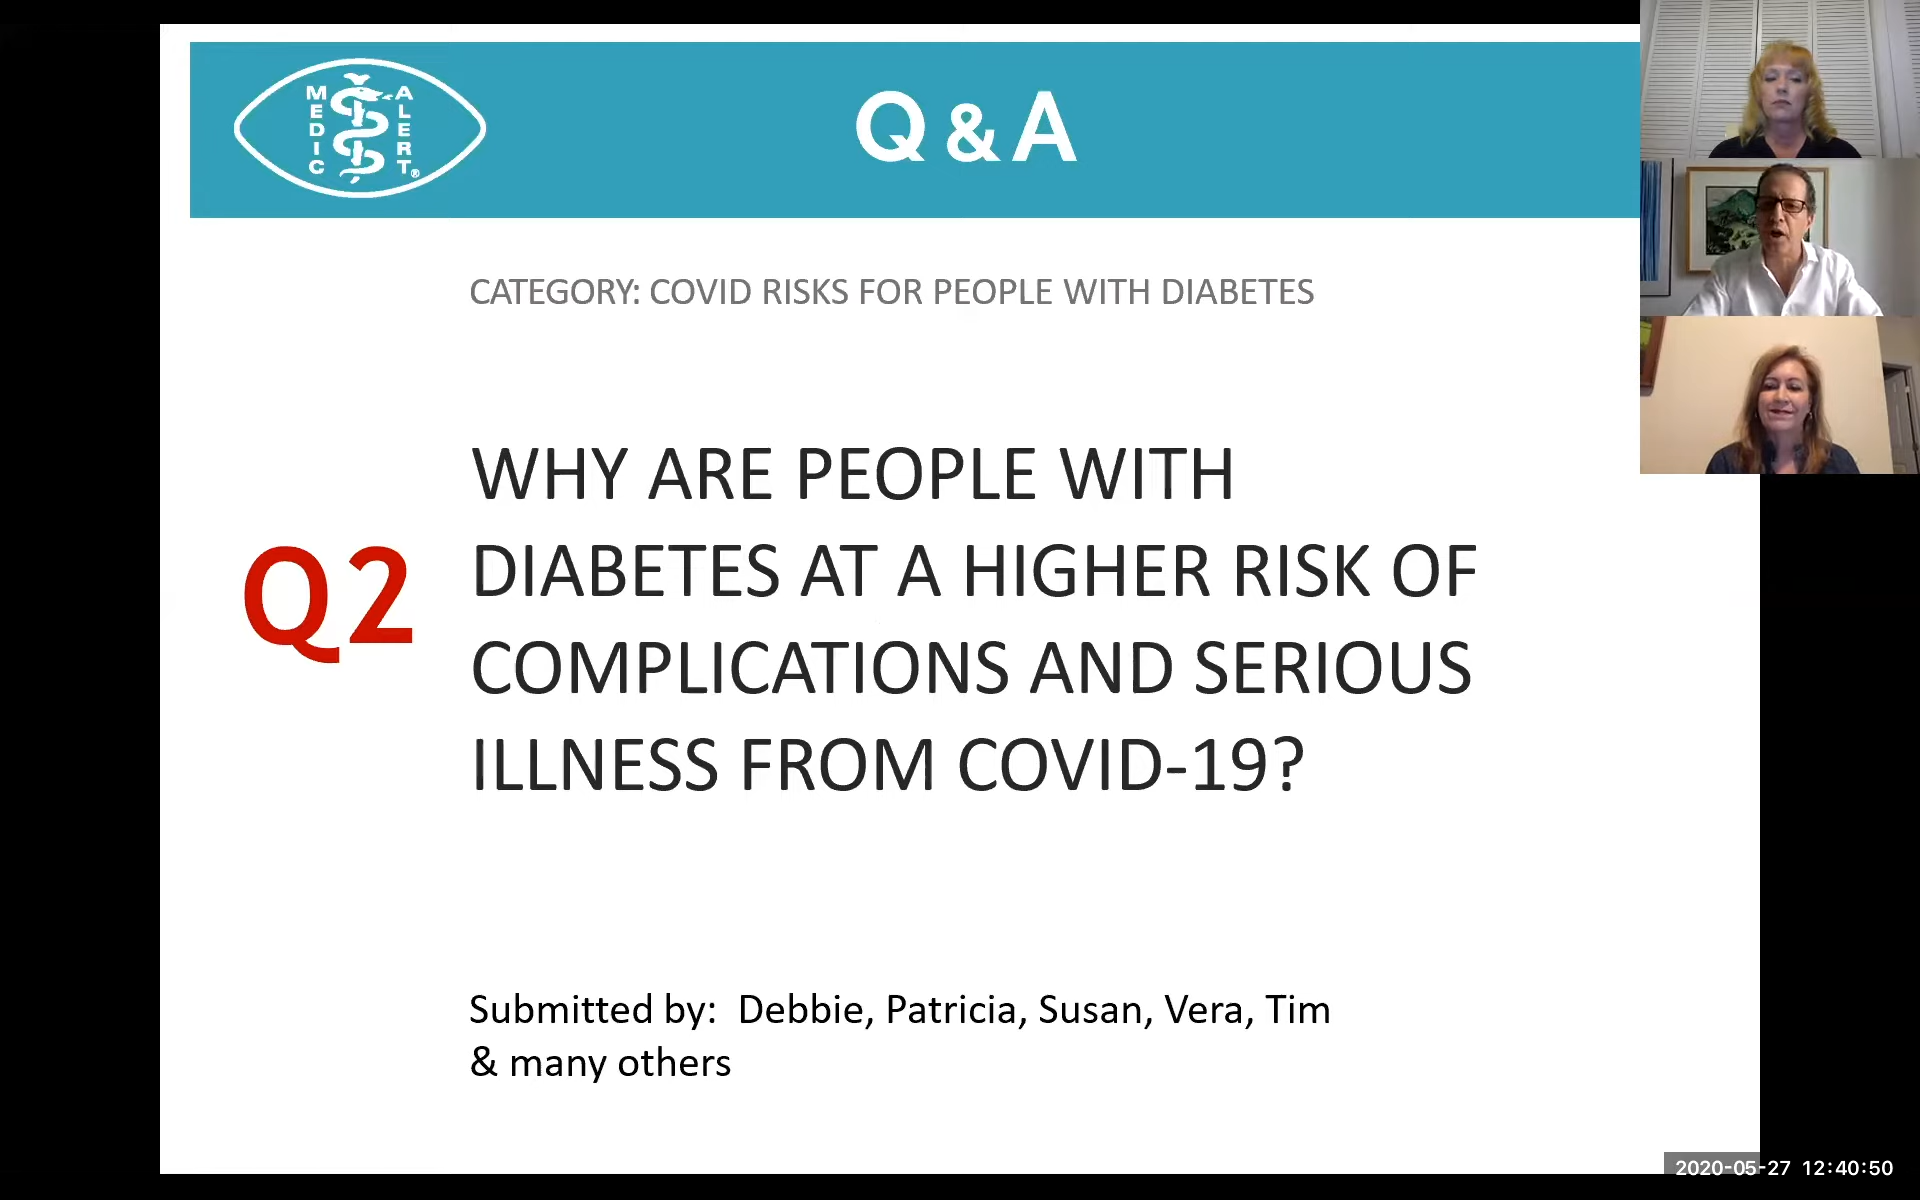 MEDIC ALERT®
Q & A
CATEGORY: COVID RISKS FOR PEOPLE WITH DIABETES
Q2
WHY ARE PEOPLE WITH
DIABETES AT A HIGHER RISK OF
COMPLICATIONS AND SERIOUS
ILLNESS FROM COVID-19?
Submitted by: Debbie, Patricia, Susan, Vera, Tim
& many others
2020-05-27 12:40:50